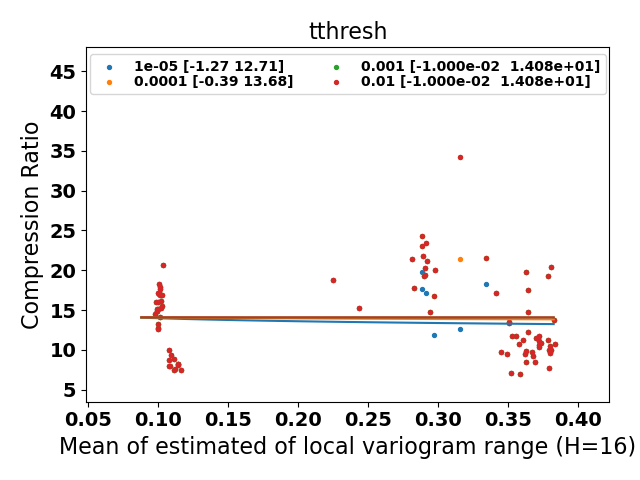 tthresh
1e-05 [-1.27 12.71]
0.0001 [-0.39 13.68]
0.001 [-1.000e-02  1.408e+01]
0.01 [-1.000e-02  1.408e+01]
Compression Ratio
45
40
35
30
25
20
15
10
5
0.05 0.10 0.15 0.20 0.25 0.30 0.35 0.40
Mean of estimated of local variogram range (H=16)